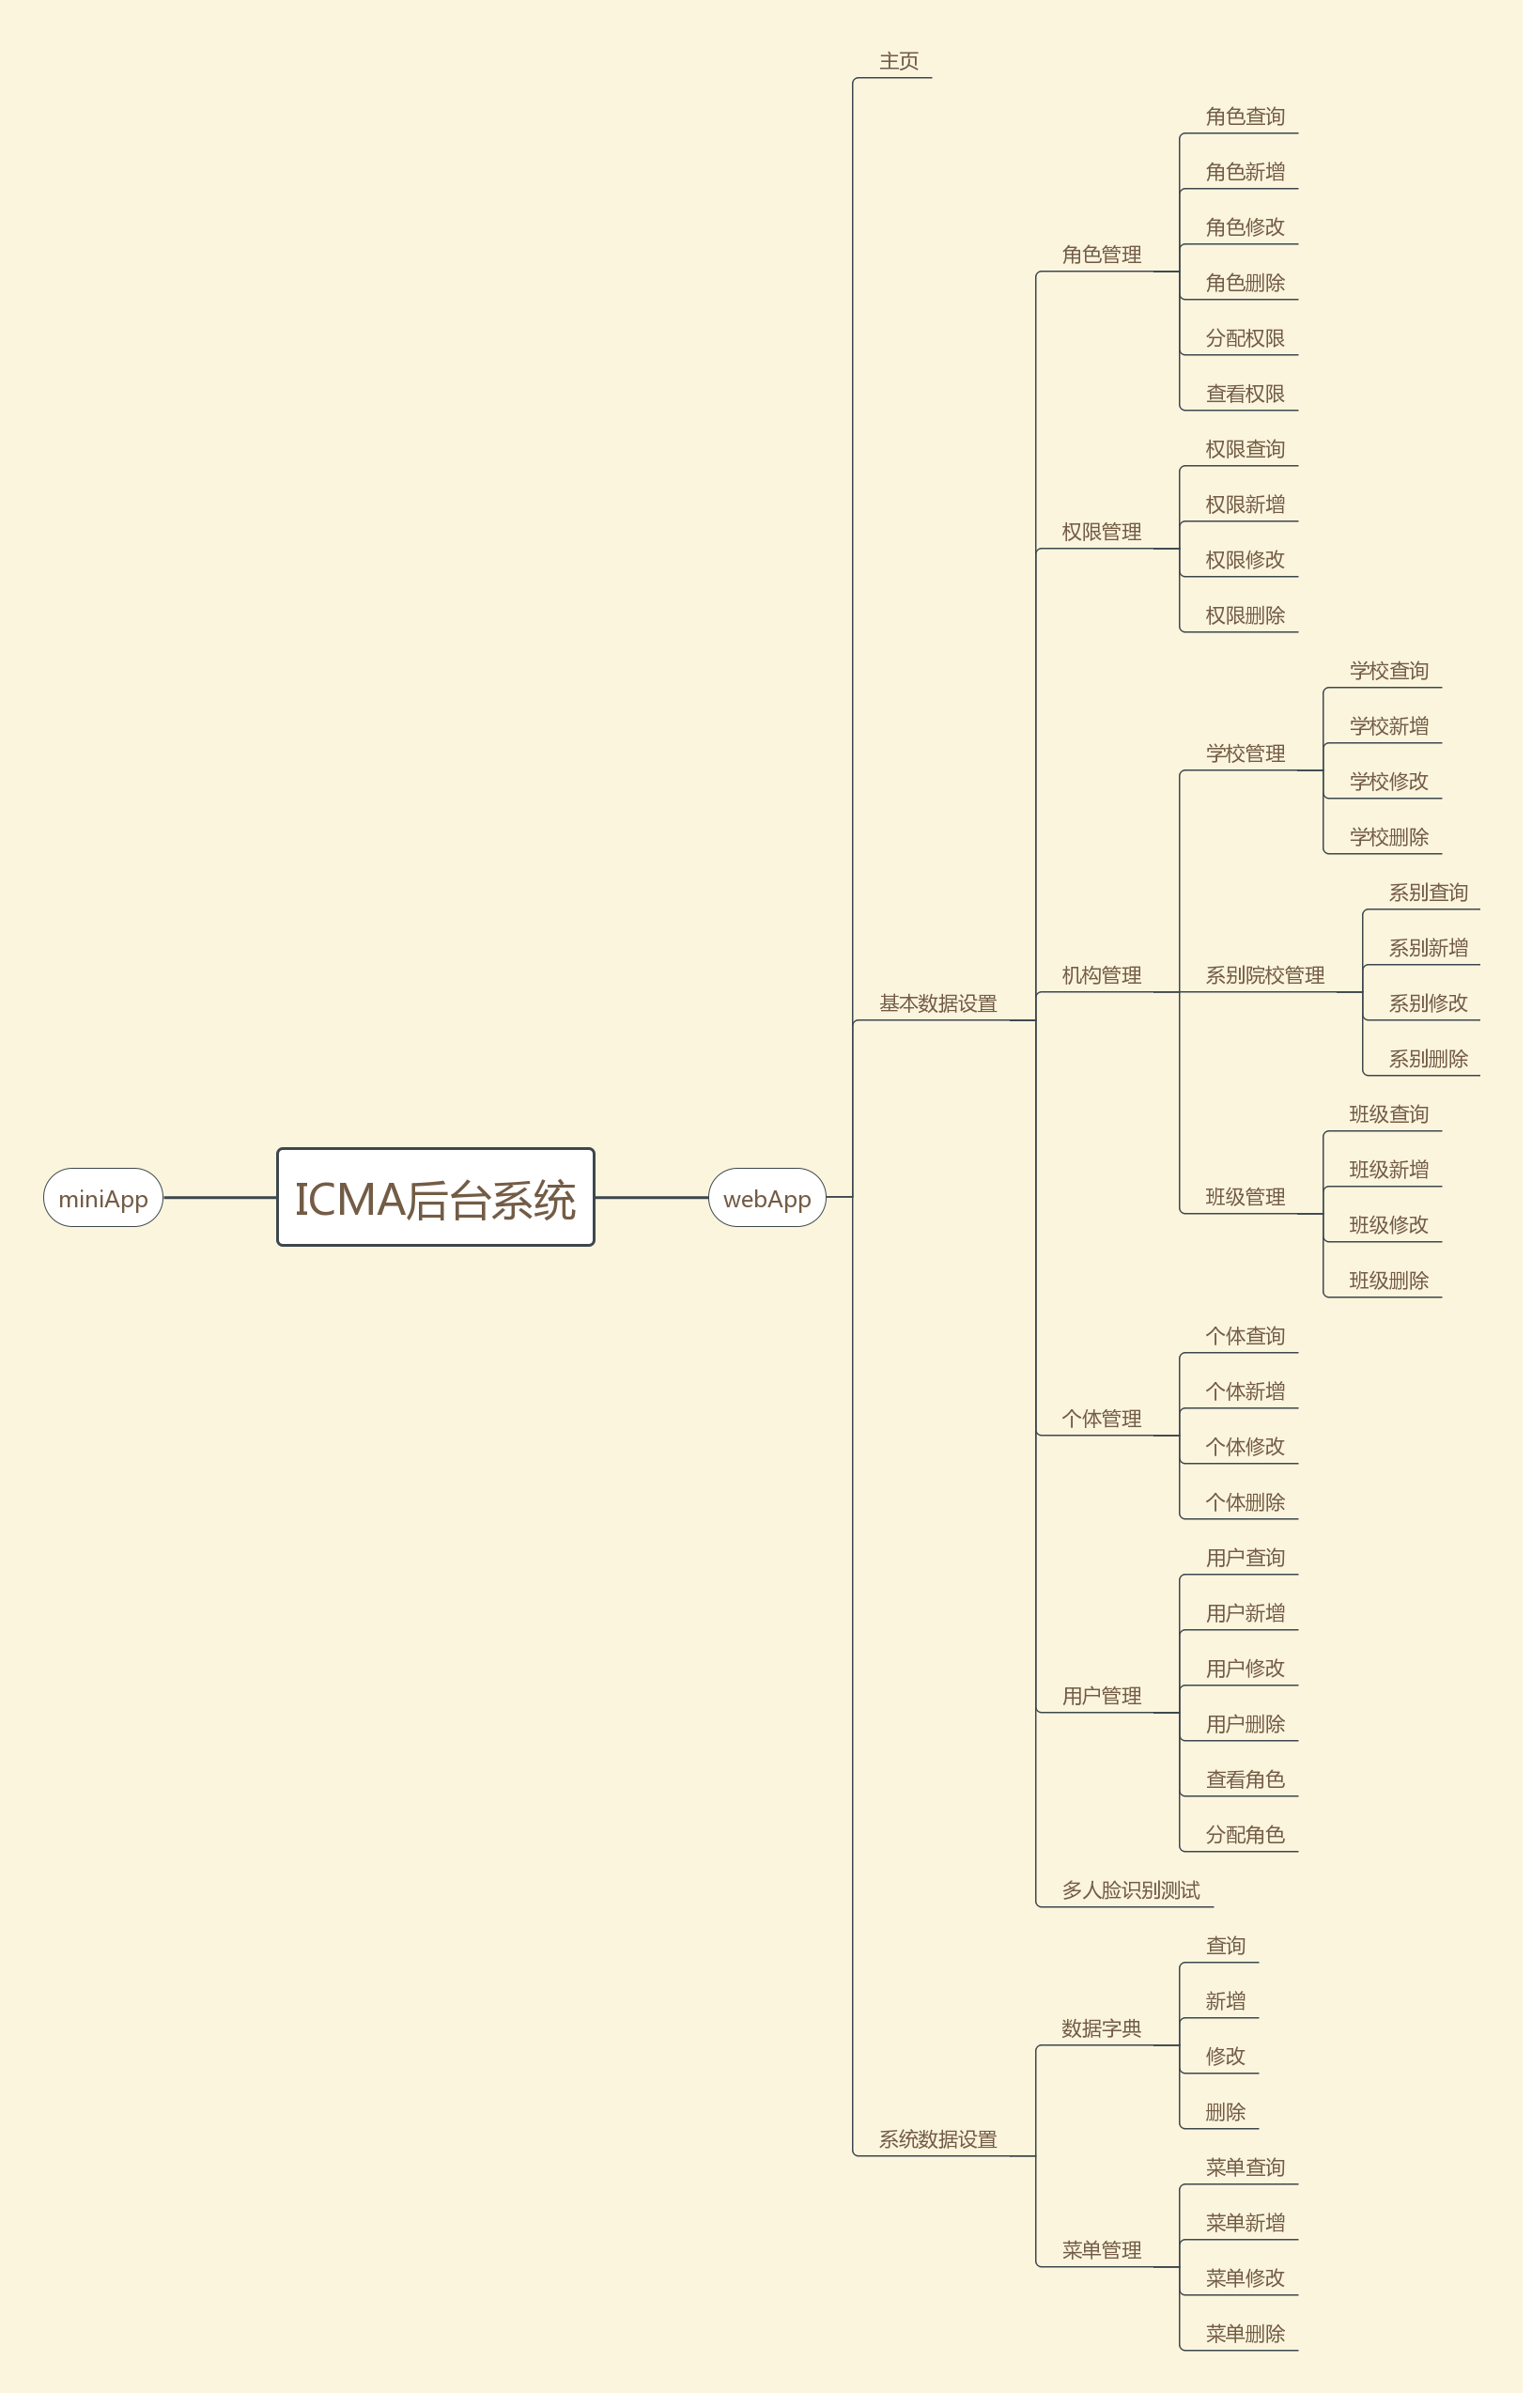 ICMA后台系统
miniApp
webApp
主页
基本数据设置
角色管理
角色查询
角色新增
角色修改
角色删除
分配权限
查看权限
权限管理
权限查询
权限新增
权限修改
权限删除
机构管理
学校管理
学校查询
学校新增
学校修改
学校删除
系别院校管理
系别查询
系别新增
系别修改
系别删除
班级管理
班级查询
班级新增
班级修改
班级删除
个体管理
个体查询
个体新增
个体修改
个体删除
用户管理
用户查询
用户新增
用户修改
用户删除
查看角色
分配角色
多人脸识别测试
系统数据设置
数据字典
查询
新增
修改
删除
菜单管理
菜单查询
菜单新增
菜单修改
菜单删除